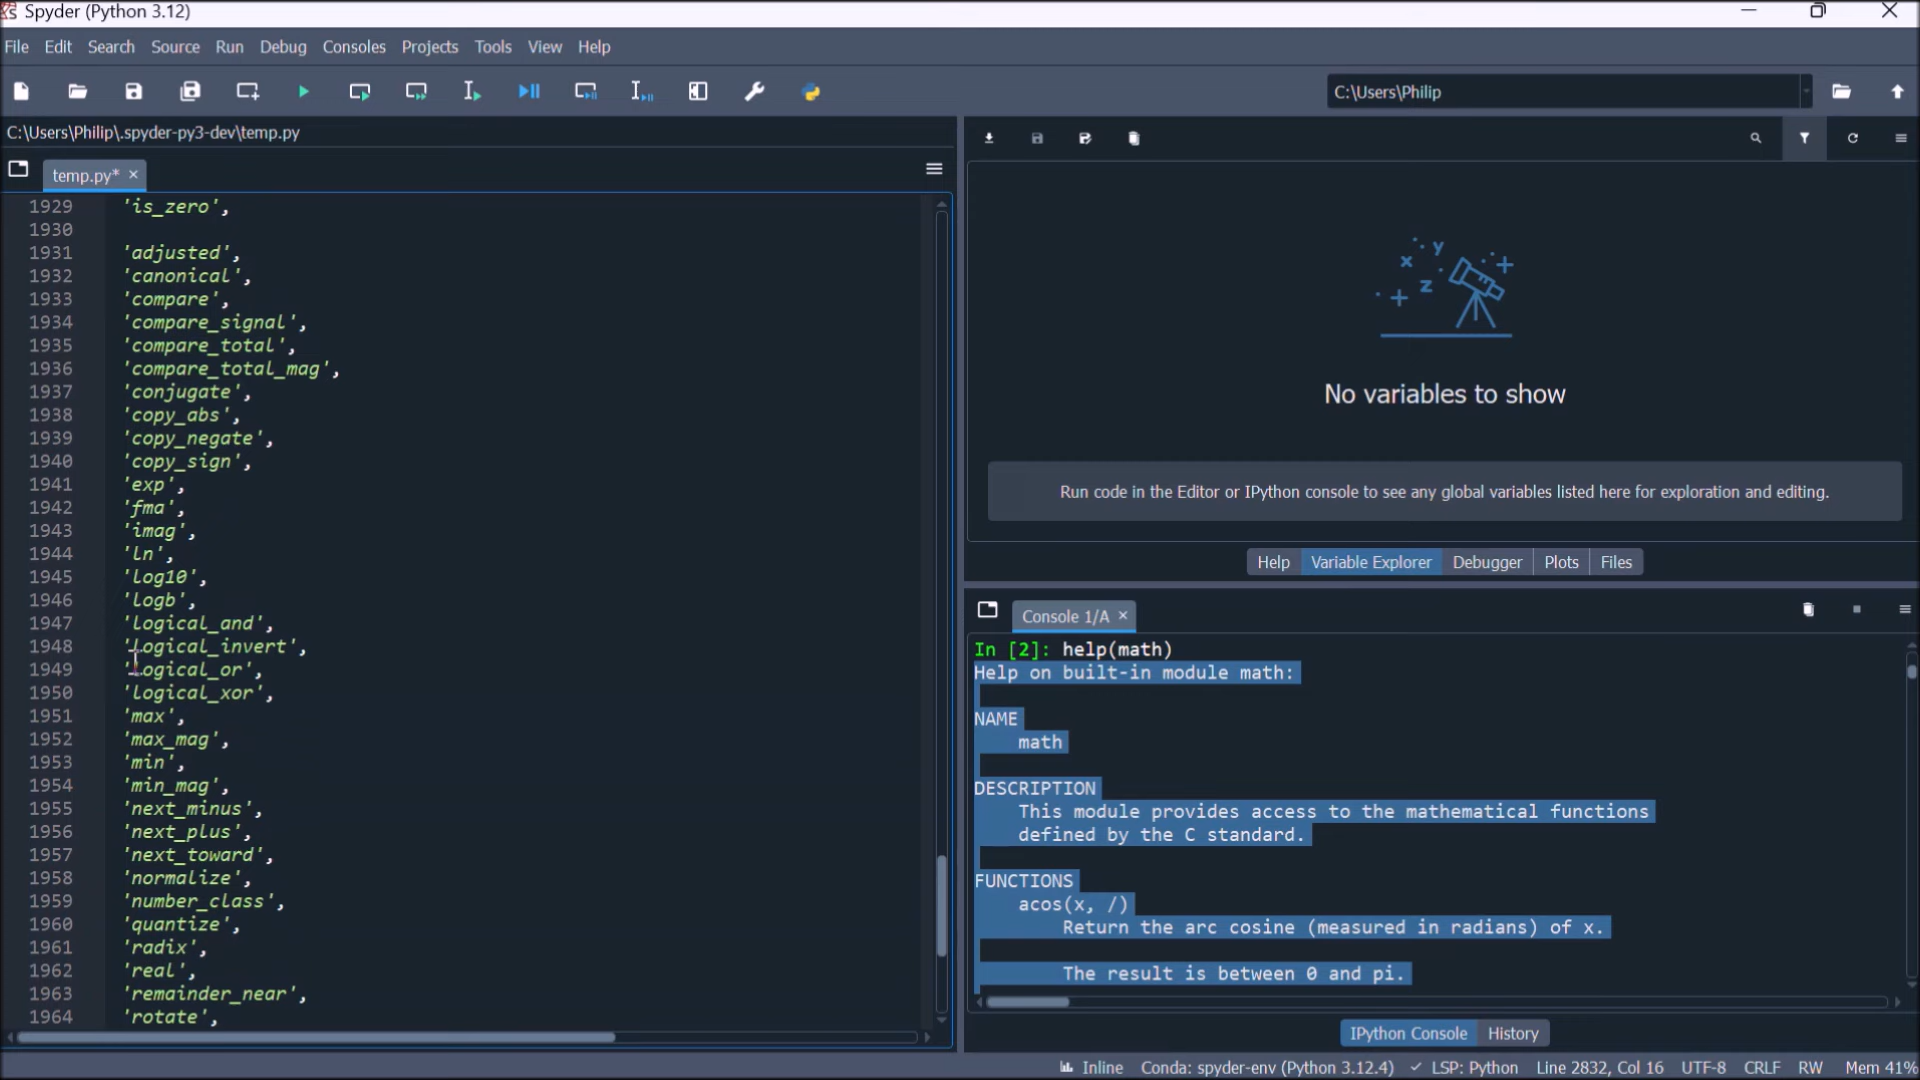 Spyder (Python 3.12)
File Edit Search Source Run Debug Consoles Projects Tools View Help
C:\Users\Philip
C:\Users\Philip\.spyder-py3-dev\temp.py
temp.py*
1929 'is_zero',
1930
1931 'adjusted',
1932 'canonical',
1933 'compare',
1934 'compare_signal',
1935 'compare_total',
1936 'compare_total_mag',
1937 'conjugate',
1938 'copy_abs',
1939 'copy_negate',
1940 'copy_sign',
1941 'exp',
1942 'fma',
1943 'imag',
1944 'ln',
1945 'log10',
1946 'logb',
1947 'logical_and',
1948 'logical_invert',
1949 'logical_or',
1950 'logical_xor',
1951 'max',
1952 'max_mag',
1953 'min',
1954 'min_mag',
1955 'next_minus',
1956 'next_plus',
1957 'next_toward',
1958 'normalize',
1959 'number_class',
1960 'quantize',
1961 'radix',
1962 'real',
1963 'remainder_near',
1964 'rotate',
x y z
No variables to show
Run code in the Editor or IPython console to see any global variables listed here for exploration and editing.
Help Variable Explorer Debugger Plots Files
Console 1/A
In [2]: help(math)
Help on built-in module math:
NAME
math
DESCRIPTION
This module provides access to the mathematical functions
defined by the C standard.
FUNCTIONS
acos(x, /)
Return the arc cosine (measured in radians) of x.
The result is between 0 and pi.
IPython Console History
Inline Conda: spyder-env (Python 3.12.4) LSP: Python Line 2832, Col 16 UTF-8 CRLF RW Mem 41%